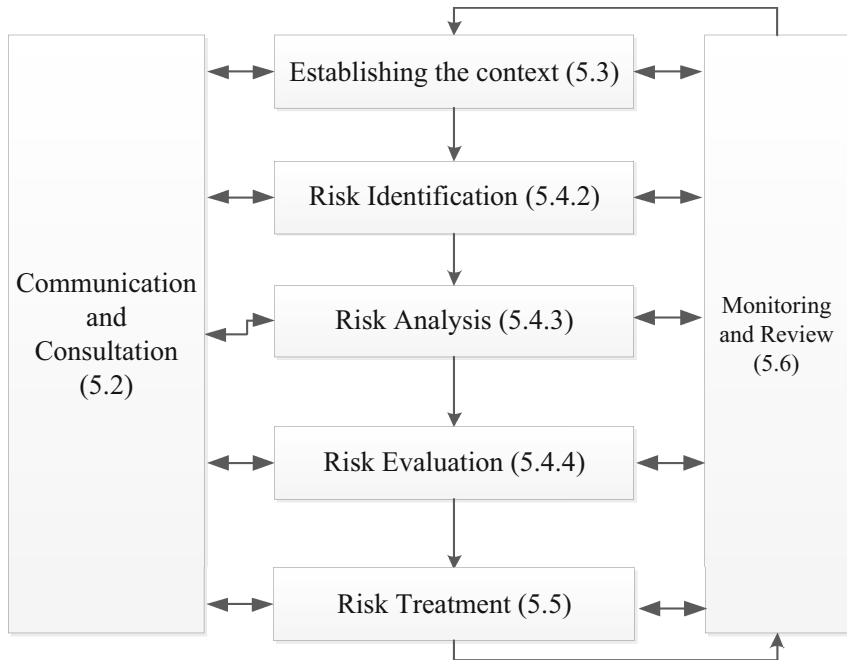 Establishing the context (5.3)
Risk Identification (5.4.2)
Communication
and
Consultation
(5.2)
Risk Analysis (5.4.3)
Monitoring
and Review
(5.6)
Risk Evaluation (5.4.4)
Risk Treatment (5.5)